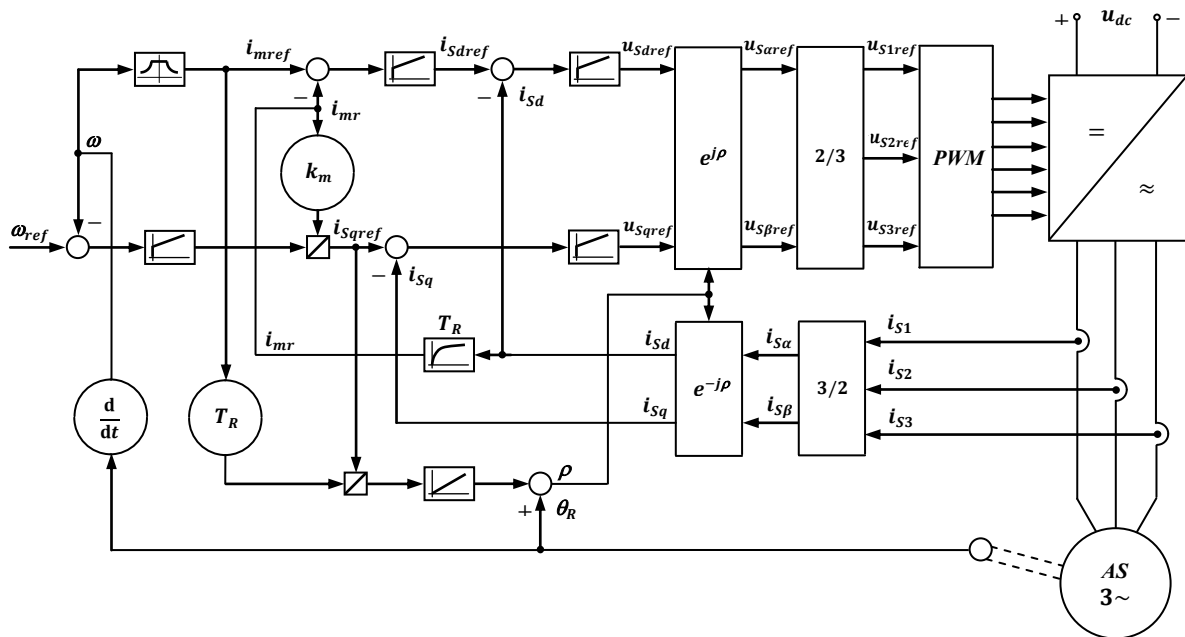 + u_dc −
i_mref
i_Sdref
u_Sdref
u_Sαref
u_S1ref
−
i_mr
−
i_Sd
ω
k_m
e^jρ
2/3
u_S2ref
PWM
=
≈
ω_ref
−
i_Sqref
u_Sqref
u_Sβref
u_S3ref
−
i_Sq
i_mr
T_R
i_Sd
i_Sα
i_S1
e^−jρ
3/2
i_S2
d
dt
T_R
i_Sq
i_Sβ
i_S3
ρ
+
θ_R
AS
3~